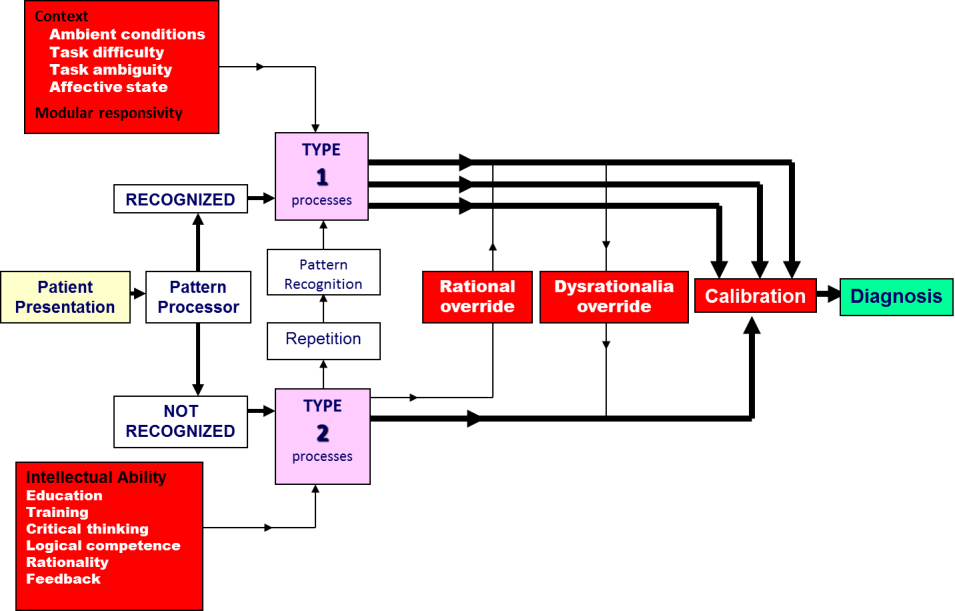 Context
Ambient conditions
Task difficulty
Task ambiguity
Affective state
Modular responsivity
TYPE
1
processes
RECOGNIZED
Pattern
Recognition
Patient
Presentation
Pattern
Processor
Rational
override
Dysrationalia
override
Calibration
Diagnosis
Repetition
NOT
RECOGNIZED
TYPE
2
processes
Intellectual Ability
Education
Training
Critical thinking
Logical competence
Rationality
Feedback